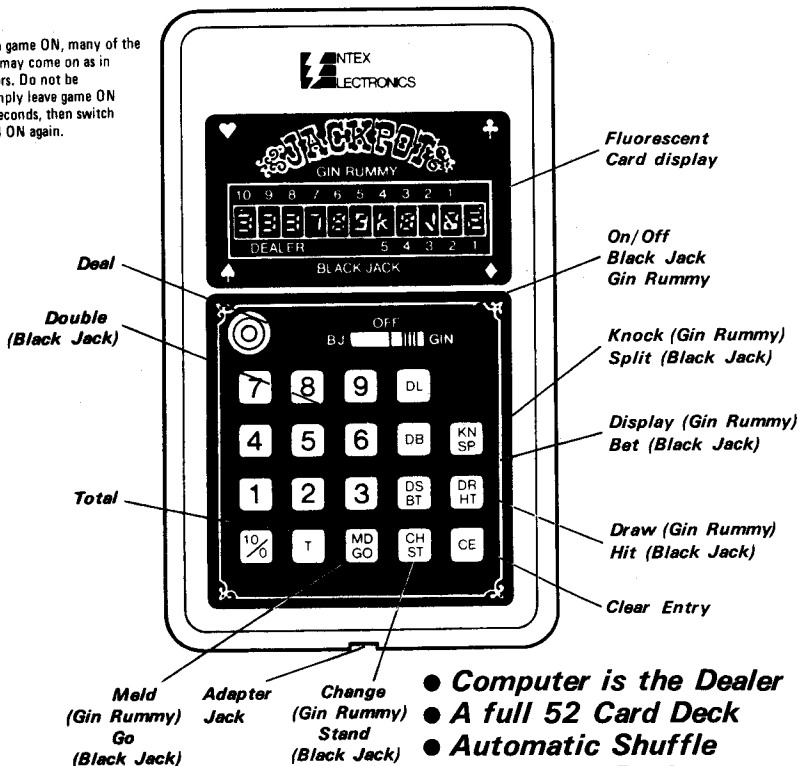 game ON, many of the
may come on as in
rs. Do not be
ply leave game ON
econds, then switch
ON again.
NTEX
LECTRONICS
JACKPOT
GIN RUMMY
10 9 8 7 6 5 4 3 2 1
DEALER 5 4 3 2 1
BLACK JACK
Fluorescent
Card display
On/Off
Black Jack
Gin Rummy
Deal
Double
(Black Jack)
OFF
BJ GIN
Knock (Gin Rummy)
Split (Black Jack)
7 8 9 DL
4 5 6 DB KN SP
Display (Gin Rummy)
Bet (Black Jack)
1 2 3 DS BT DR HT
Total
10/0 T MD GO CH ST CE
Draw (Gin Rummy)
Hit (Black Jack)
Clear Entry
Meld
(Gin Rummy)
Go
(Black Jack)
Adapter
Jack
Change
(Gin Rummy)
Stand
(Black Jack)
● Computer is the Dealer
● A full 52 Card Deck
● Automatic Shuffle